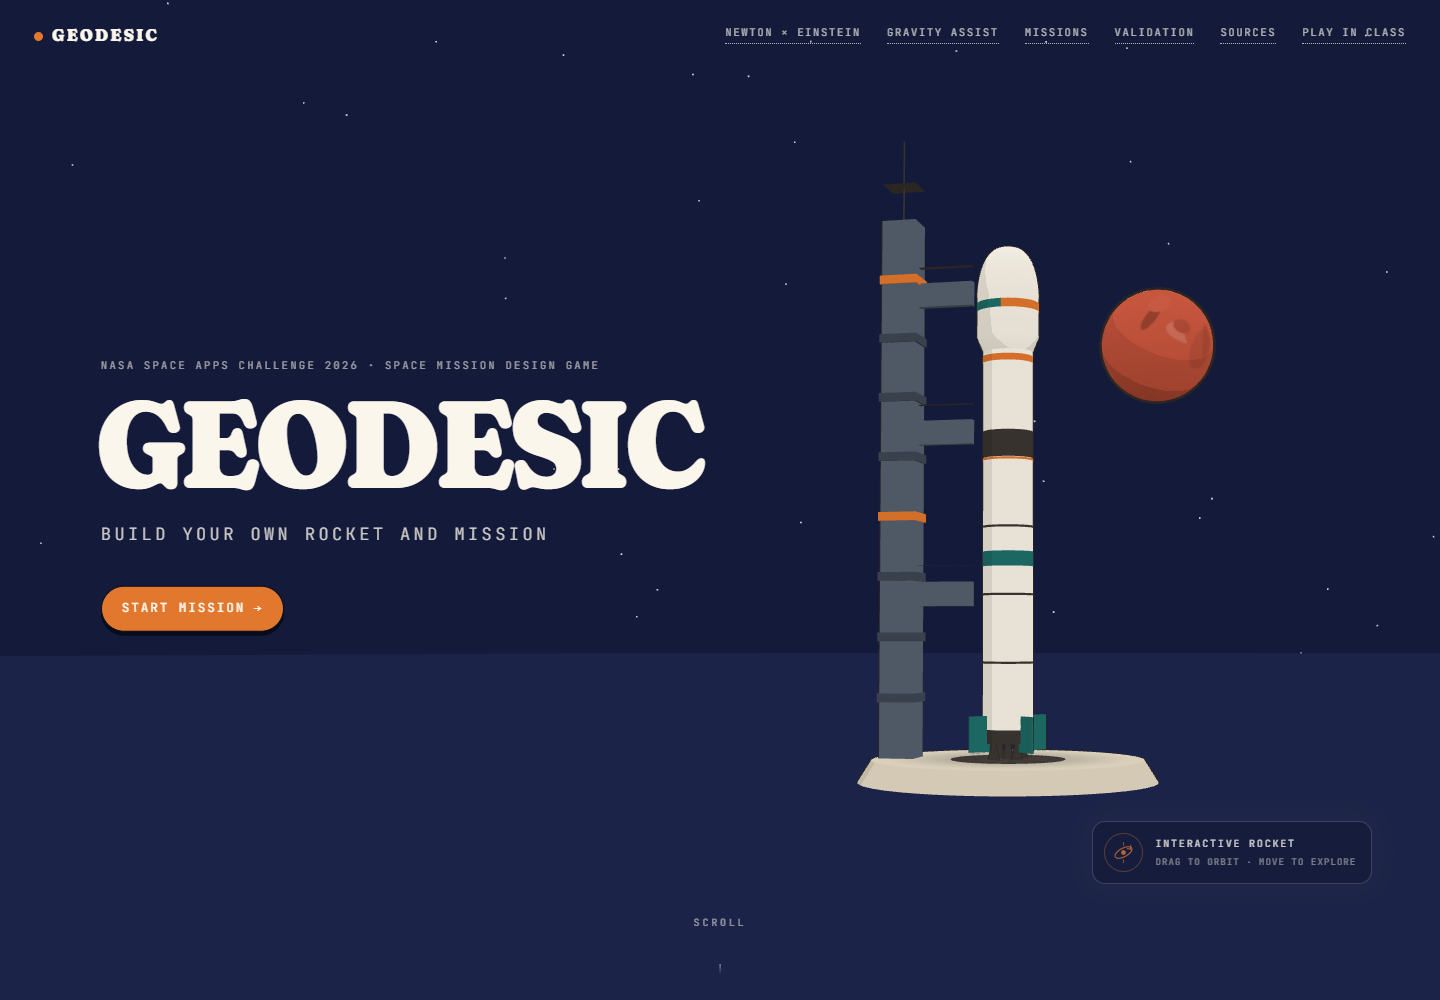 GEODESIC
NEWTON × EINSTEIN GRAVITY ASSIST MISSIONS VALIDATION SOURCES PLAY IN CLASS
NASA SPACE APPS CHALLENGE 2026 · SPACE MISSION DESIGN GAME
GEODESIC
BUILD YOUR OWN ROCKET AND MISSION
START MISSION →
INTERACTIVE ROCKET
DRAG TO ORBIT · MOVE TO EXPLORE
SCROLL